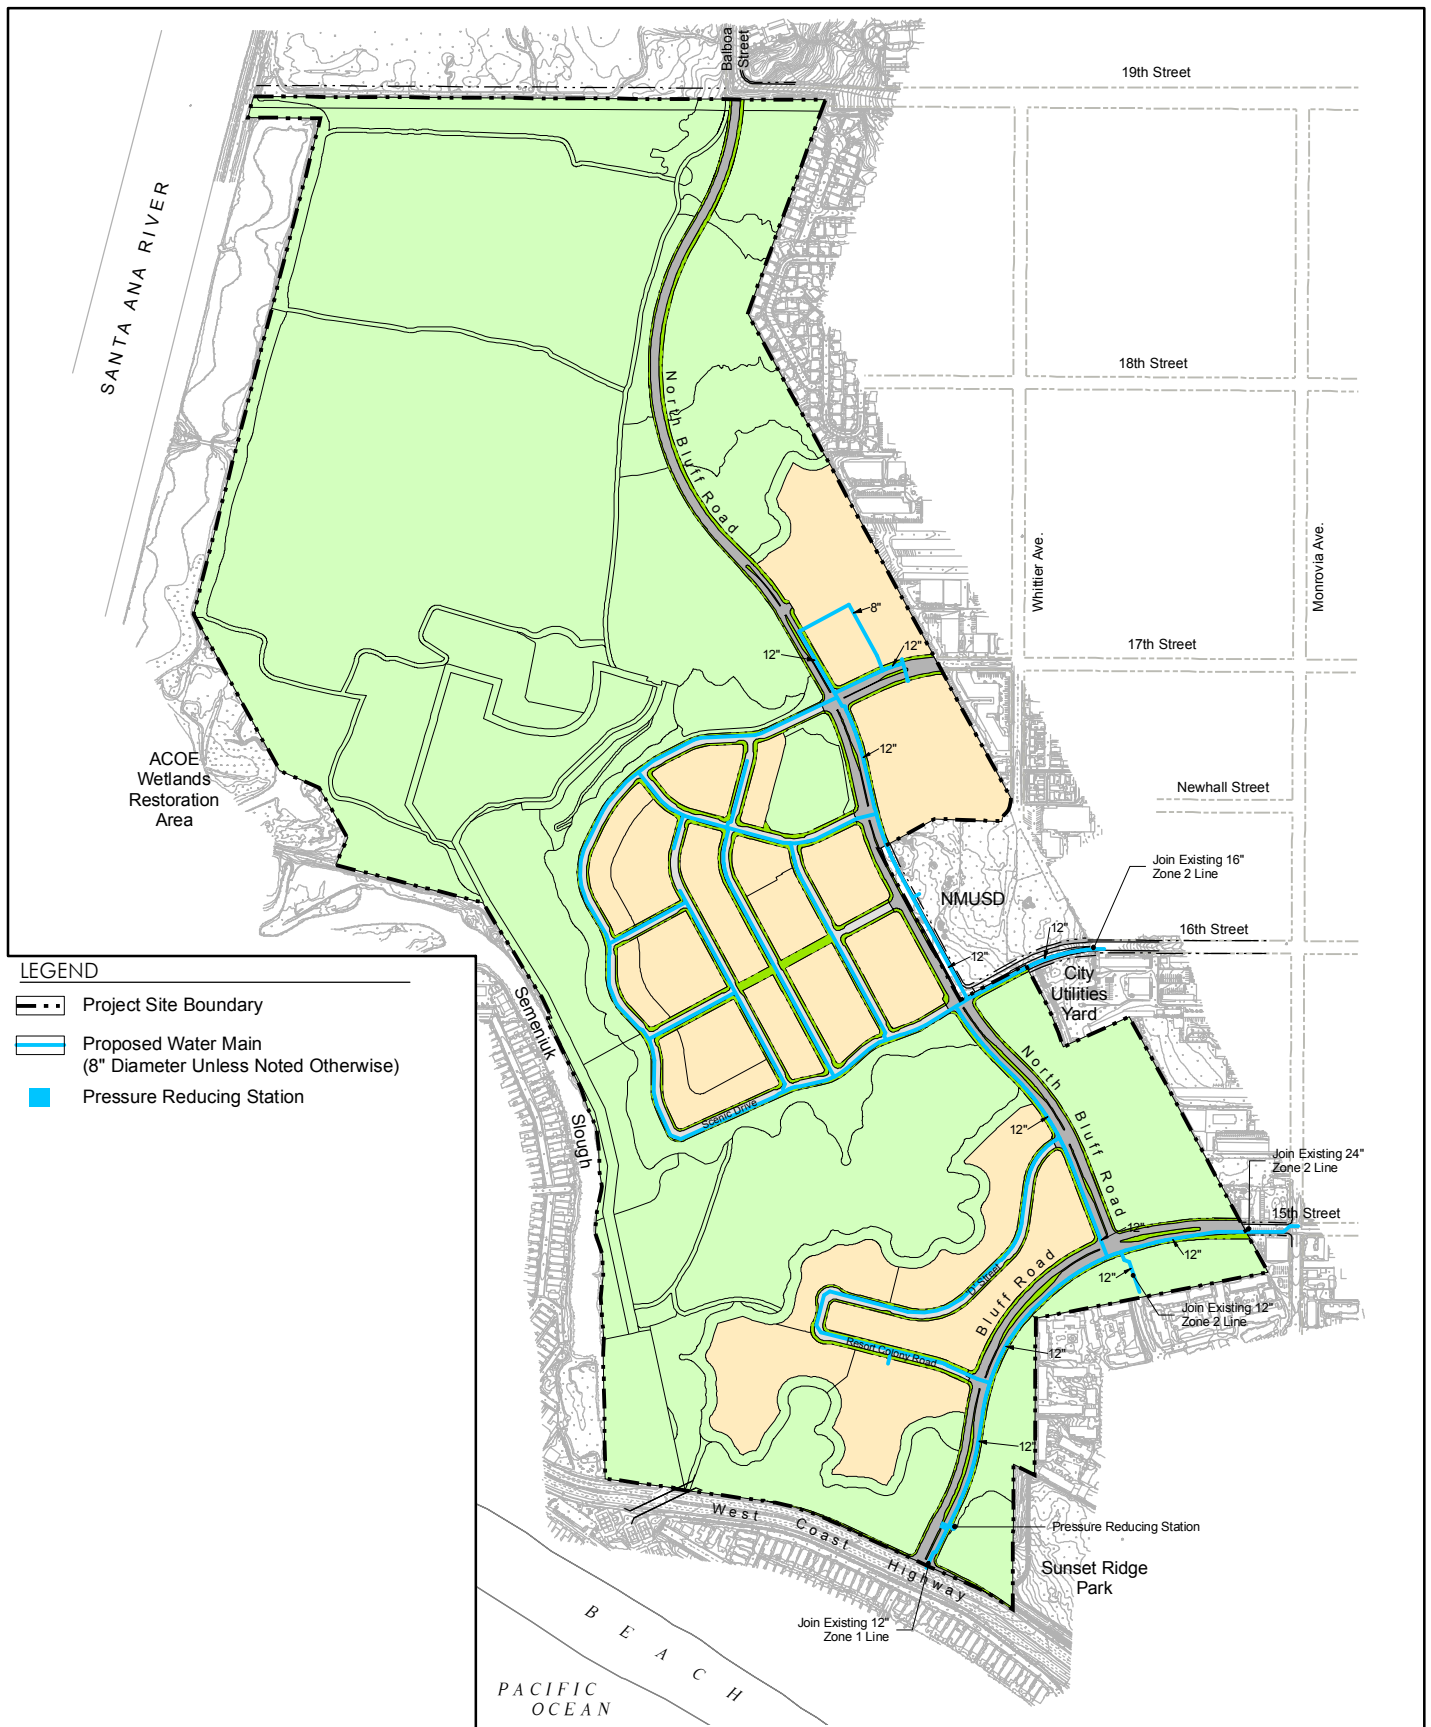 Balboa
Street
19th Street
SANTA ANA RIVER
18th Street
North Bluff Road
Whittier Ave.
Monrovia Ave.
8"
12"
12"
17th Street
12"
ACOE
Wetlands
Restoration
Area
Newhall Street
Join Existing 16"
Zone 2 Line
NMUSD
16th Street
12"
12"
City
Utilities
Yard
LEGEND
Project Site Boundary
Proposed Water Main
(8" Diameter Unless Noted Otherwise)
Pressure Reducing Station
Semeniuk
Slough
North
Bluff Road
Scenic Drive
12"
Join Existing 24"
Zone 2 Line
15th Street
12"
12"
12"
"D" Street
Bluff Road
Join Existing 12"
Zone 2 Line
Resort Colony Road
12"
12"
West Coast Highway
Pressure Reducing Station
Sunset Ridge
Park
Join Existing 12"
Zone 1 Line
BEACH
PACIFIC
OCEAN